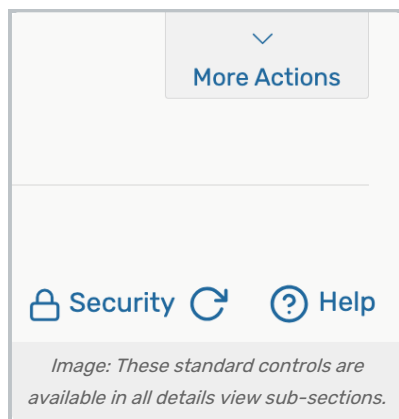 More Actions
Security
Help
Image: These standard controls are
available in all details view sub-sections.